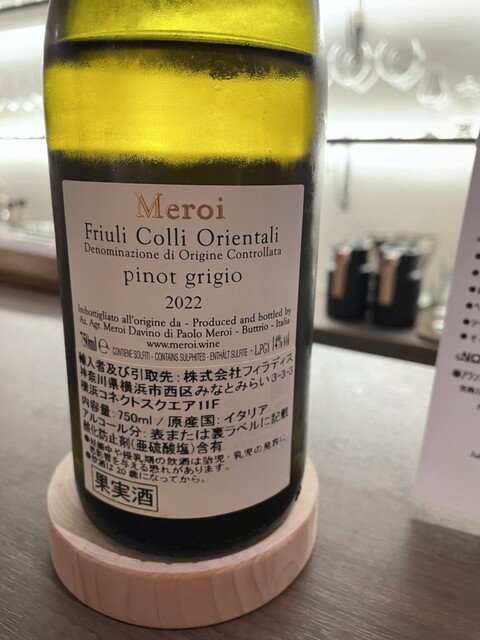 Meroi
Friuli Colli Orientali
Denominazione di Origine Controllata
pinot grigio
2022
Imbottigliato all'origine da - Produced and bottled by
Az. Agr. Meroi Davino di Paolo Meroi - Buttrio - Italia
www.meroi.wine
750ml e CONTIENE SOLFITI - CONTAINS SULPHITES - ENTHÄLT SULFITE - L.PG1 14%vol
輸入者及び引取先:株式会社フィラディス
神奈川県横浜市西区みなとみらい3-3-3
横浜コネクトスクエア11F
内容量:750ml / 原産国:イタリア
アルコール分:表または裏ラベルに記載
酸化防止剤(亜硫酸塩)含有
●妊娠中や授乳期の飲酒は胎児・乳児の発育に
悪影響を与える恐れがあります。
●飲酒は20歳になってから。
果実酒